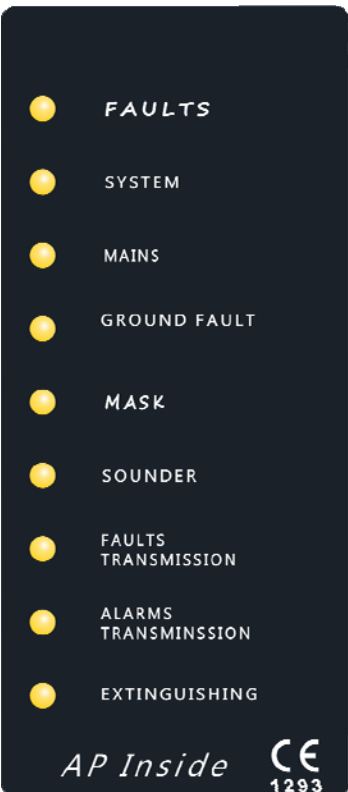 FAULTS
SYSTEM
MAINS
GROUND FAULT
MASK
SOUNDER
FAULTS
TRANSMISSION
ALARMS
TRANSMINSSION
EXTINGUISHING
AP Inside CE
1293